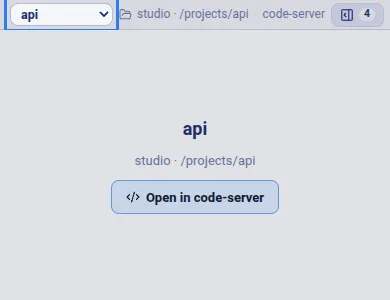 api studio · /projects/api code-server 4
api
studio · /projects/api
Open in code-server